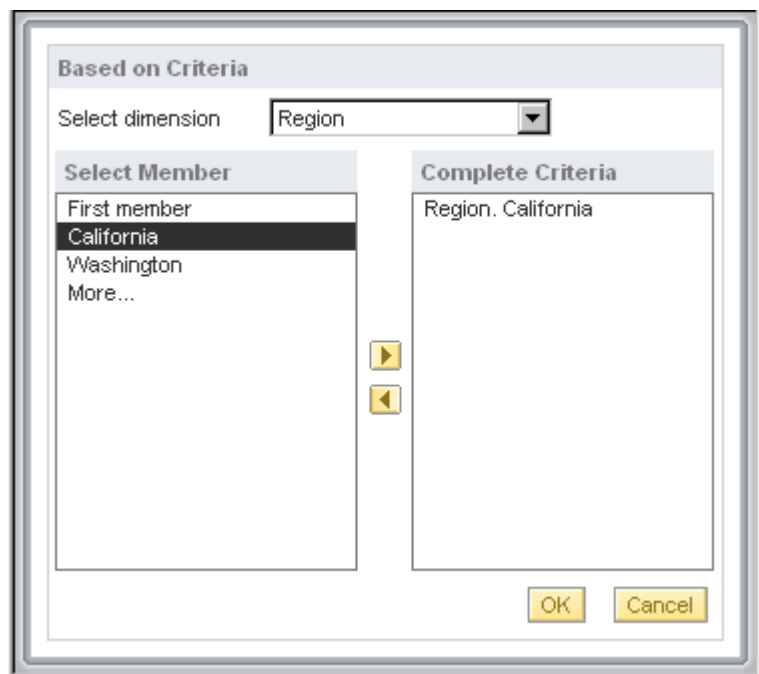 Based on Criteria
Select dimension Region
Select Member
First member
California
Washington
More...
Complete Criteria
Region. California
OK Cancel